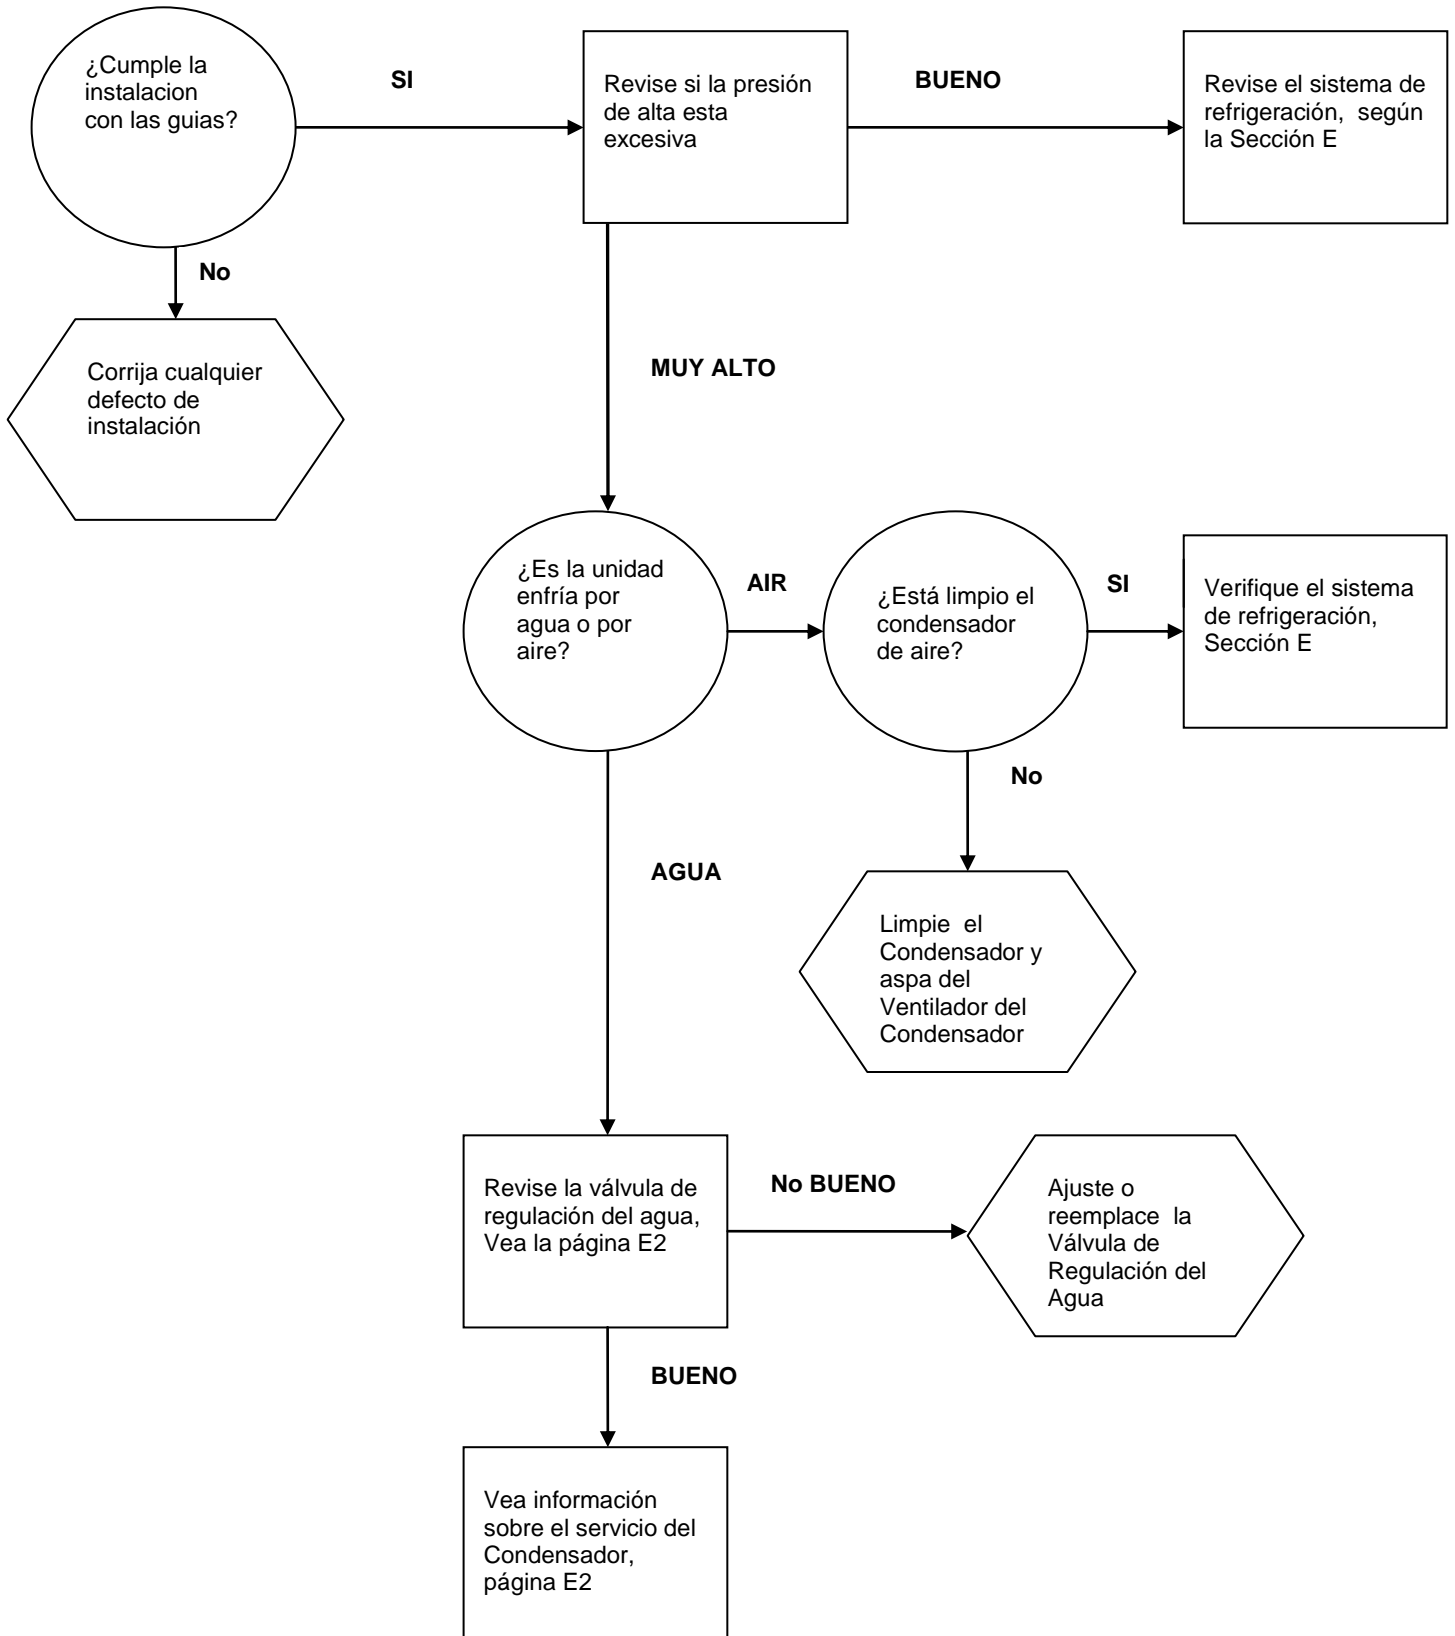 ¿Cumple la
instalacion
con las guias?
SI
Revise si la presión
de alta esta
excesiva
BUENO
Revise el sistema de
refrigeración, según
la Sección E
No
Corrija cualquier
defecto de
instalación
MUY ALTO
¿Es la unidad
enfría por
agua o por
aire?
AIR
¿Está limpio el
condensador
de aire?
SI
Verifique el sistema
de refrigeración,
Sección E
No
Limpie el
Condensador y
aspa del
Ventilador del
Condensador
AGUA
Revise la válvula de
regulación del agua,
Vea la página E2
No BUENO
Ajuste o
reemplace la
Válvula de
Regulación del
Agua
BUENO
Vea información
sobre el servicio del
Condensador,
página E2